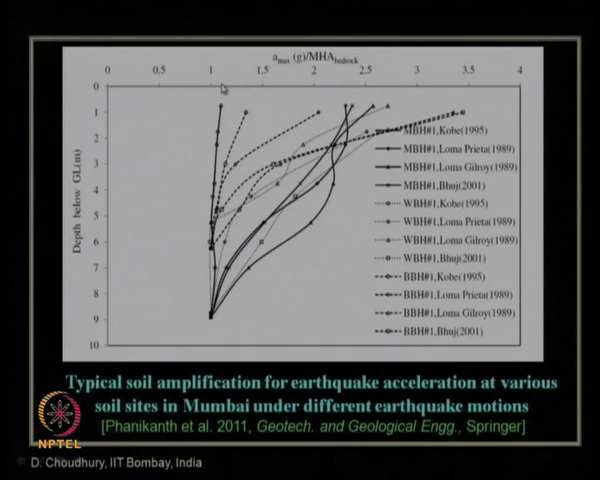 a_max (g)/MHA_bedrock
0 0.5 1 1.5 2 2.5 3 3.5 4
Depth below GL(m)
0
1
2
3
4
5
6
7
8
9
10
MBH#1,Kobe(1995)
MBH#1,Loma Prieta(1989)
MBH#1,Loma Gilroy(1989)
MBH#1,Bhuj(2001)
WBH#1,Kobe(1995)
WBH#1,Loma Prieta(1989)
WBH#1,Loma Gilroy(1989)
WBH#1,Bhuj(2001)
BBH#1,Kobe(1995)
BBH#1,Loma Prieta(1989)
BBH#1,Loma Gilroy(1989)
BBH#1,Bhuj(2001)
Typical soil amplification for earthquake acceleration at various
soil sites in Mumbai under different earthquake motions
[Phanikanth et al. 2011, Geotech. and Geological Engg., Springer]
NPTEL
D. Choudhury, IIT Bombay, India